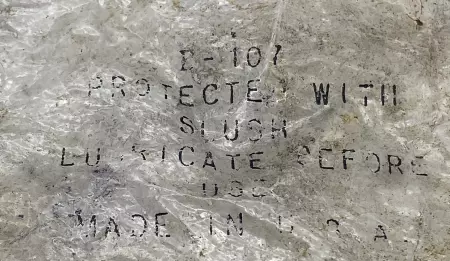 E-107
PROTECTED WITH
SLUSH
LUBRICATE BEFORE
USE
MADE IN U.S.A.